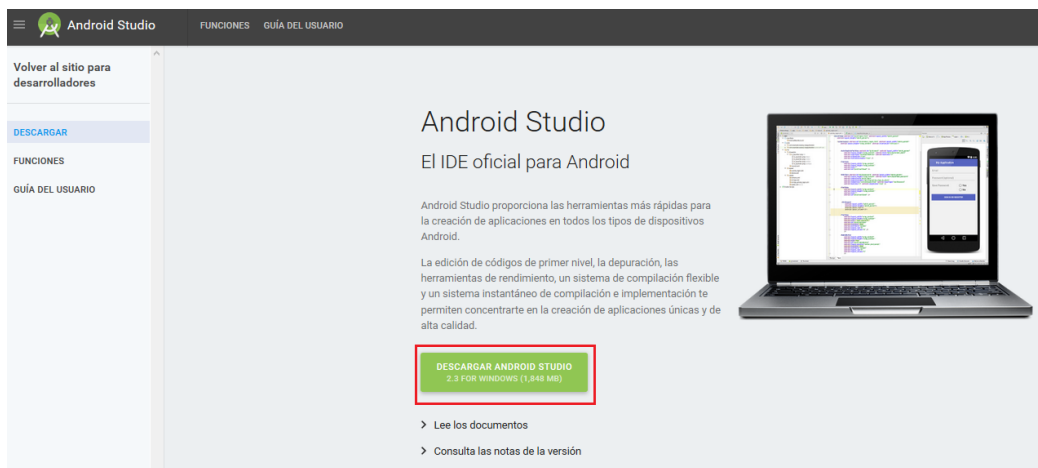 Android Studio
FUNCIONES
GUÍA DEL USUARIO
Volver al sitio para
desarrolladores
DESCARGAR
FUNCIONES
GUÍA DEL USUARIO
Android Studio
El IDE oficial para Android
Android Studio proporciona las herramientas más rápidas para
la creación de aplicaciones en todos los tipos de dispositivos
Android.
La edición de códigos de primer nivel, la depuración, las
herramientas de rendimiento, un sistema de compilación flexible
y un sistema instantáneo de compilación e implementación te
permiten concentrarte en la creación de aplicaciones únicas y de
alta calidad.
DESCARGAR ANDROID STUDIO
2.3 FOR WINDOWS (1,848 MB)
Lee los documentos
Consulta las notas de la versión